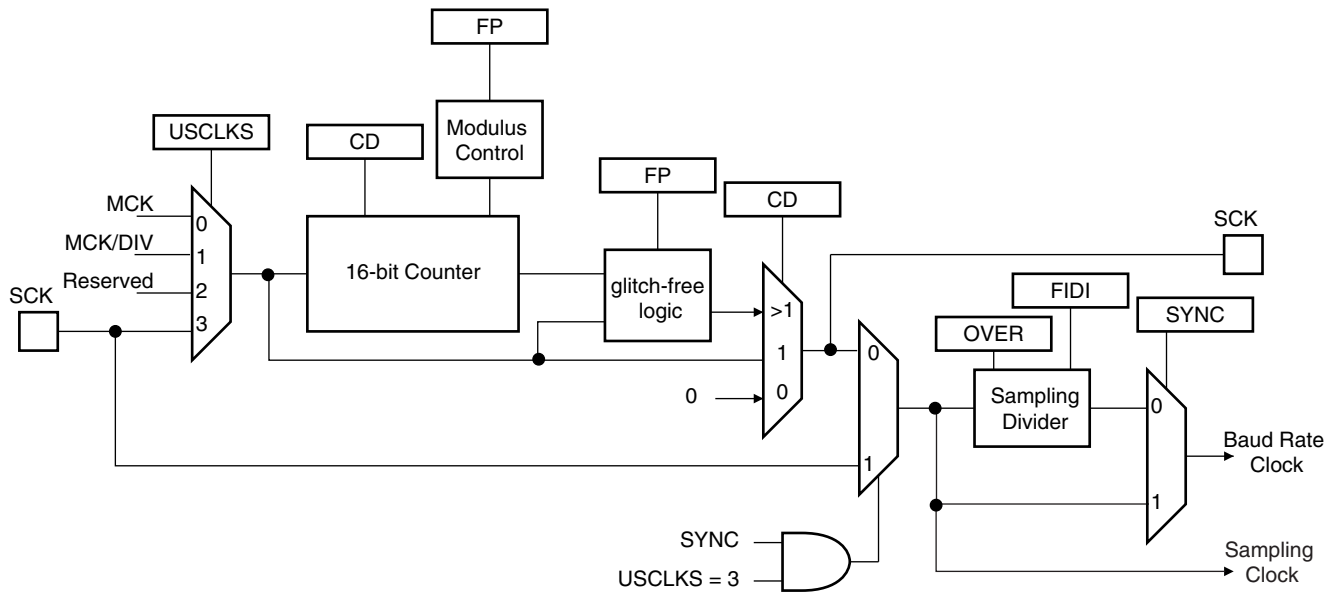 FP
Modulus
Control
USCLKS
CD
FP
CD
MCK
0
MCK/DIV
1
Reserved
2
SCK
3
16-bit Counter
glitch-free
logic
>1
1
0
0
SCK
FIDI
OVER
SYNC
0
1
Sampling
Divider
0
1
Baud Rate
Clock
SYNC
USCLKS = 3
Sampling
Clock